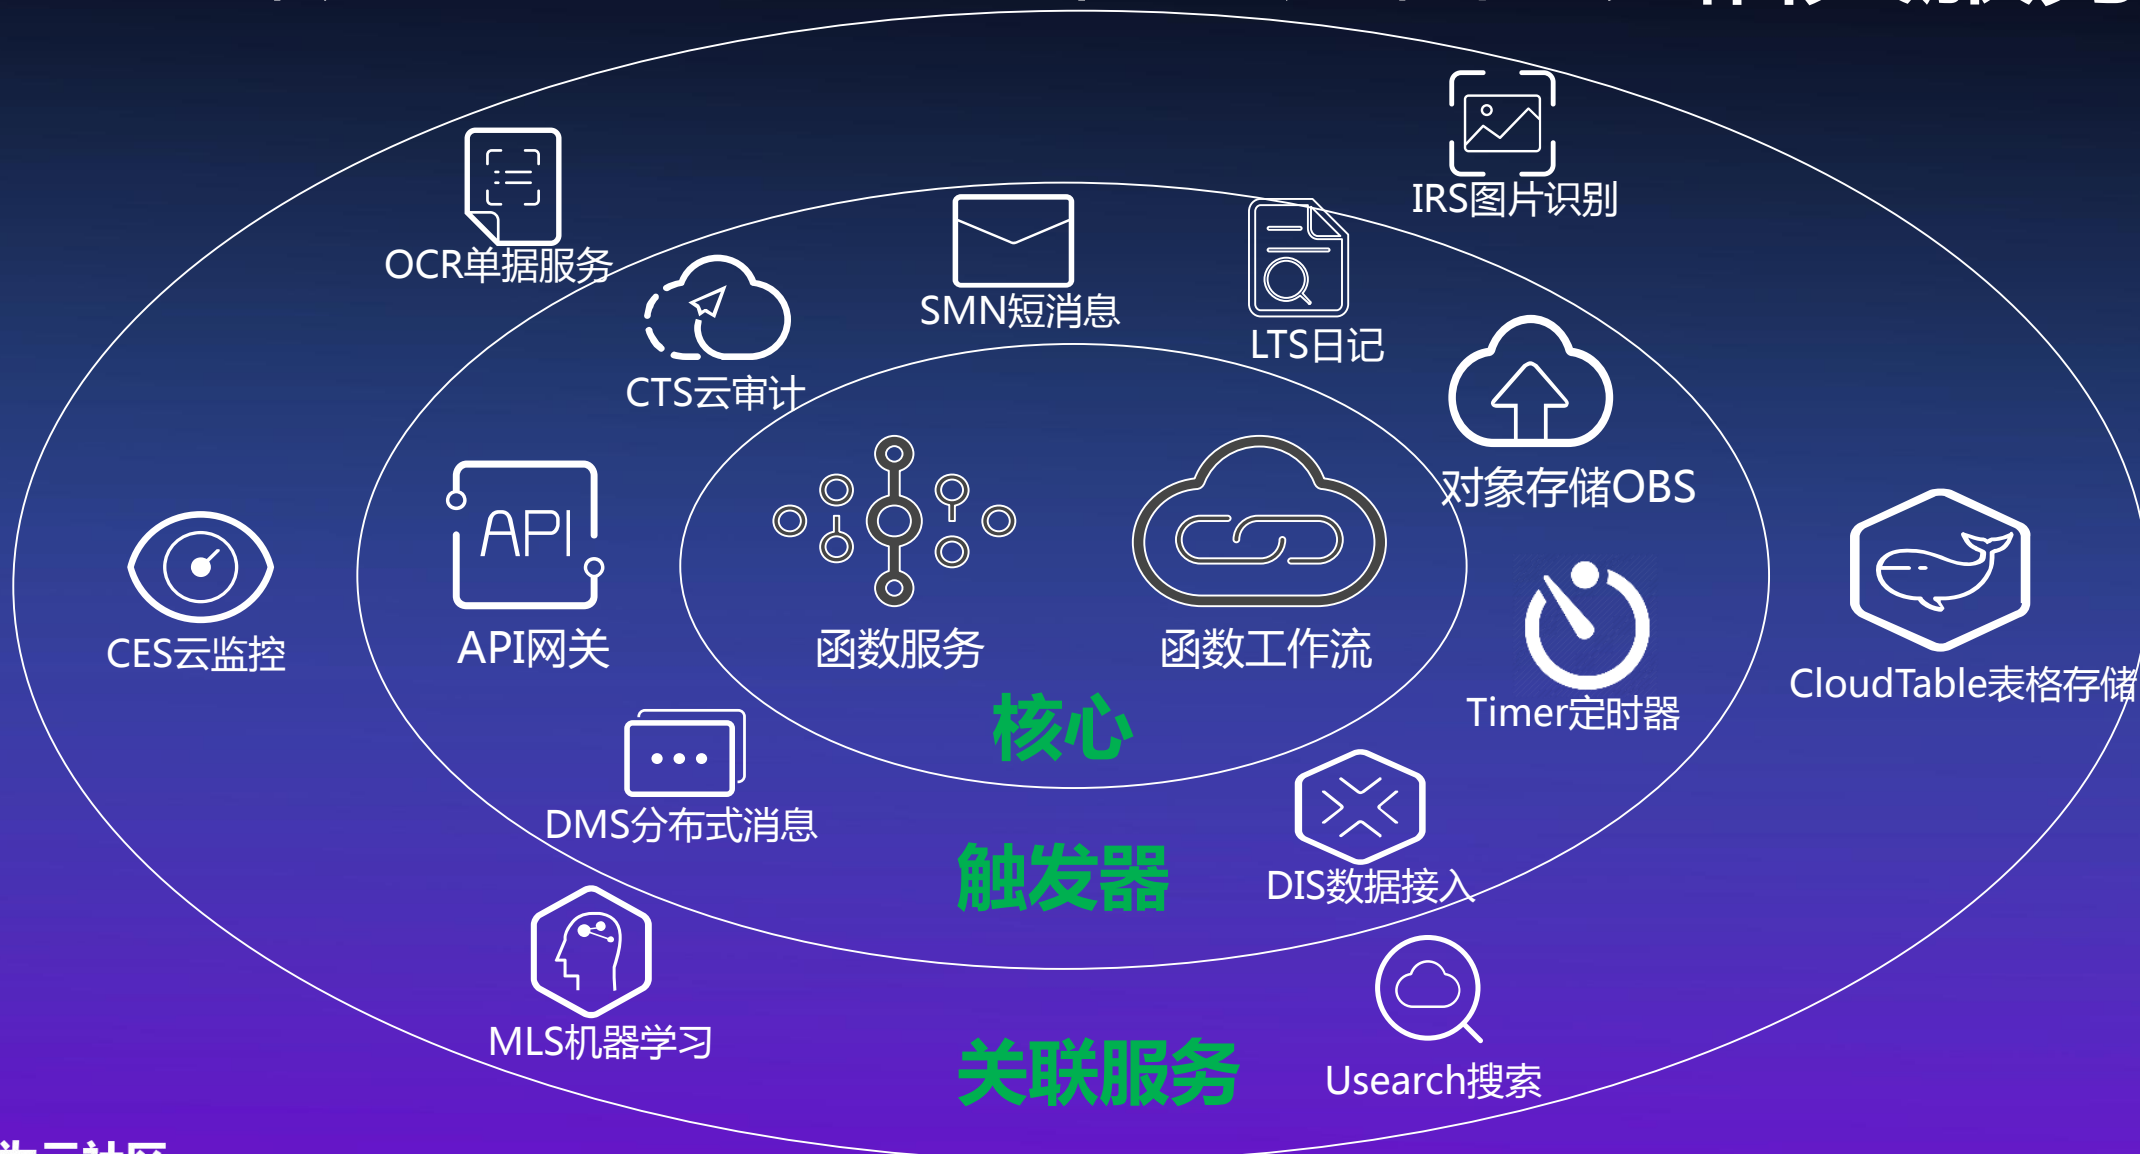 IRS图片识别
OCR单据服务
SMN短消息
LTS日记
CTS云审计
对象存储OBS
API
CES云监控
API网关
函数服务
函数工作流
CloudTable表格存储
Timer定时器
核心
DMS分布式消息
触发器
DIS数据接入
MLS机器学习
关联服务
Usearch搜索
云社区